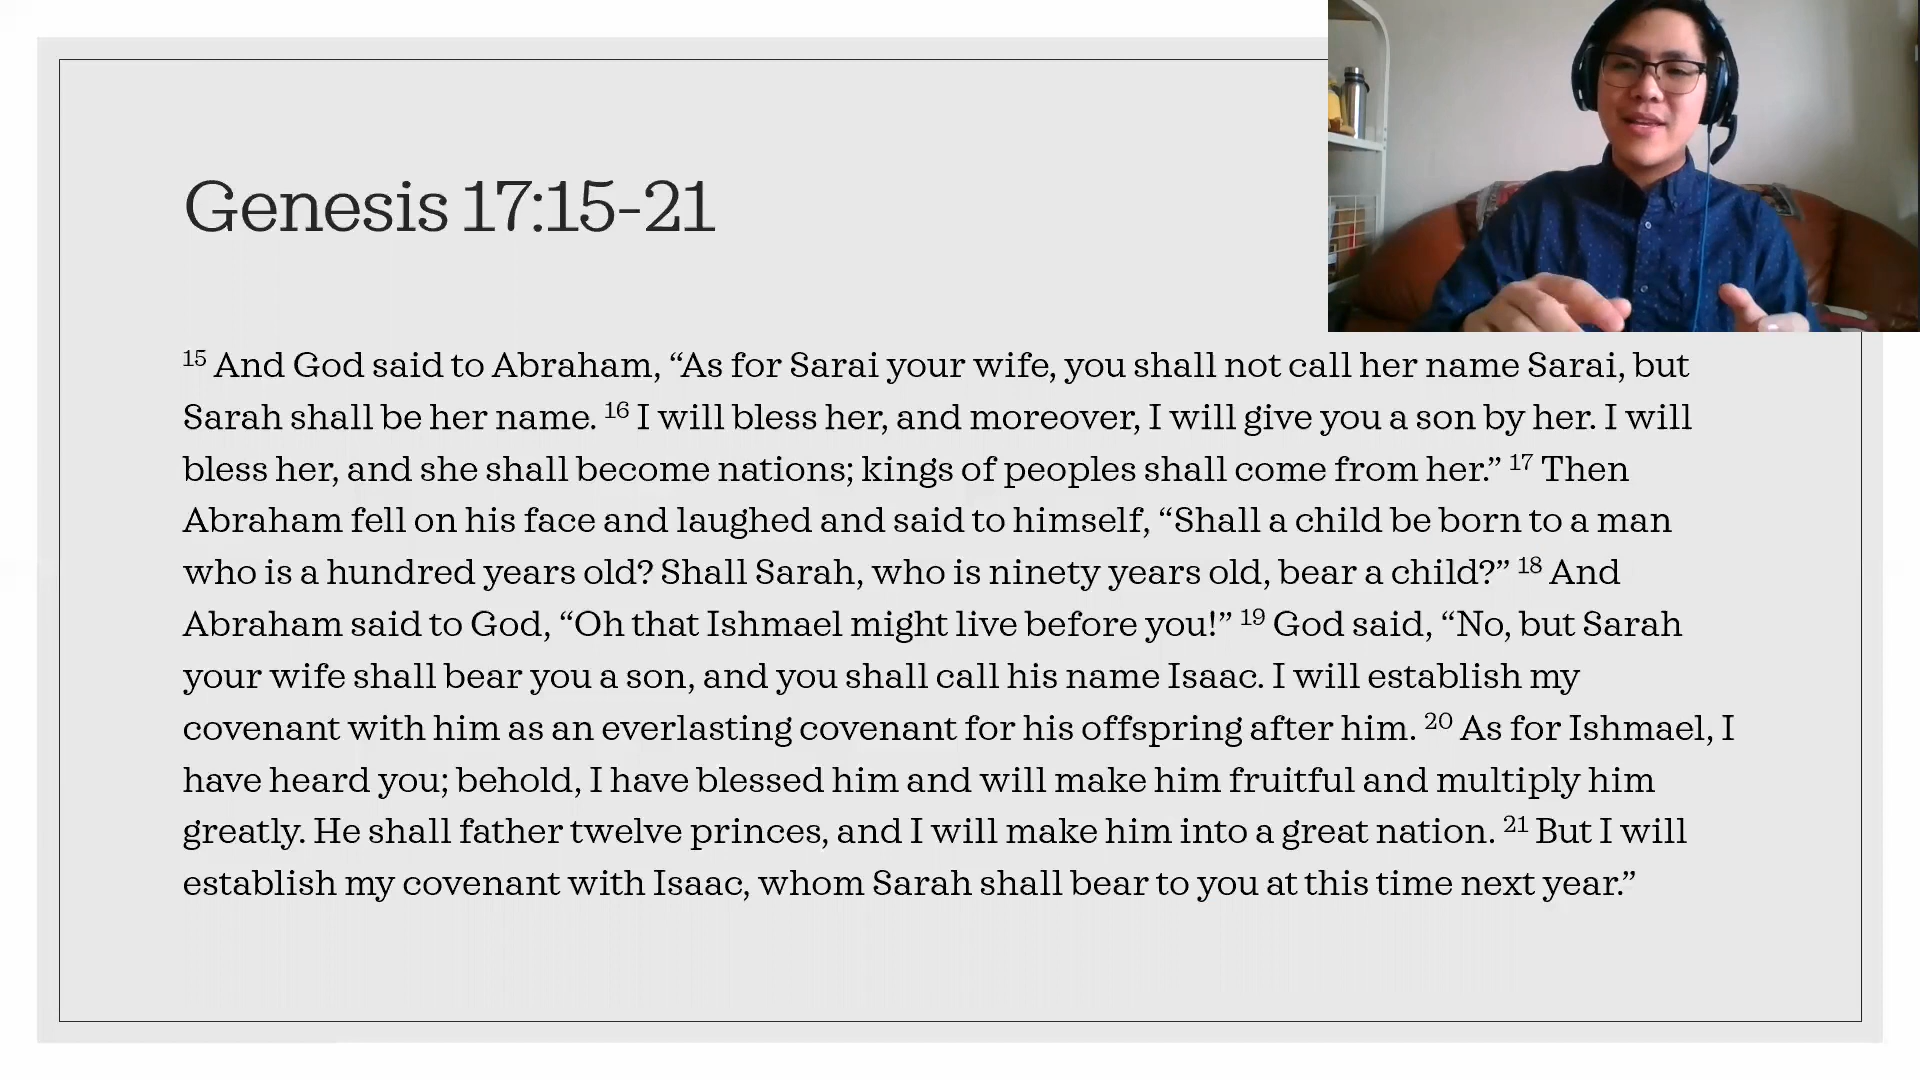 Genesis 17:15-21
15 And God said to Abraham, “As for Sarai your wife, you shall not call her name Sarai, but
Sarah shall be her name. 16 I will bless her, and moreover, I will give you a son by her. I will
bless her, and she shall become nations; kings of peoples shall come from her.” 17 Then
Abraham fell on his face and laughed and said to himself, “Shall a child be born to a man
who is a hundred years old? Shall Sarah, who is ninety years old, bear a child?” 18 And
Abraham said to God, “Oh that Ishmael might live before you!” 19 God said, “No, but Sarah
your wife shall bear you a son, and you shall call his name Isaac. I will establish my
covenant with him as an everlasting covenant for his offspring after him. 20 As for Ishmael, I
have heard you; behold, I have blessed him and will make him fruitful and multiply him
greatly. He shall father twelve princes, and I will make him into a great nation. 21 But I will
establish my covenant with Isaac, whom Sarah shall bear to you at this time next year.”